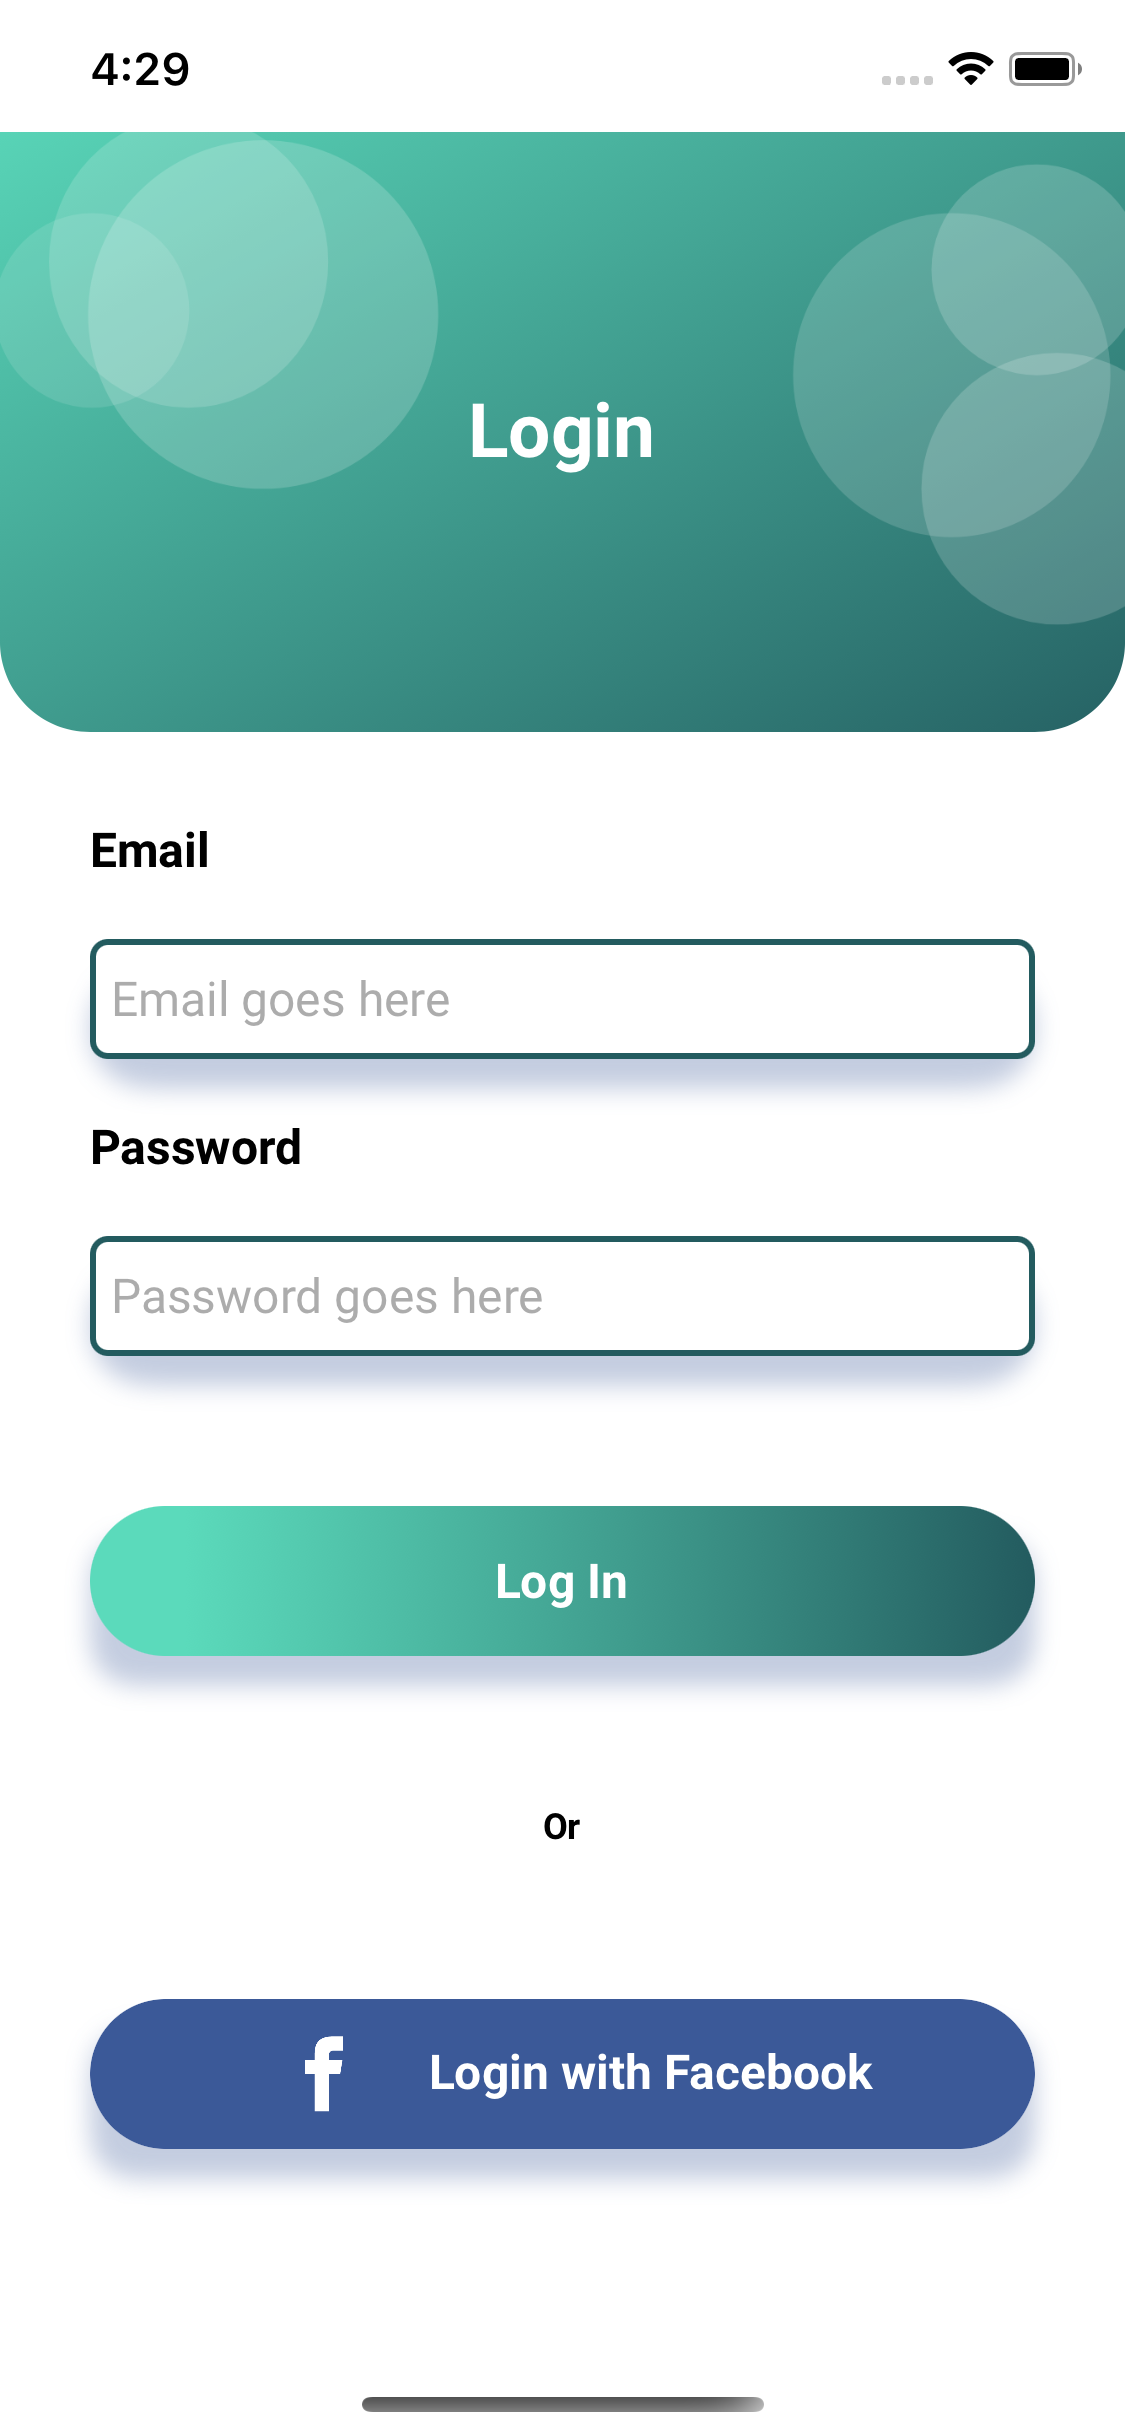 4:29
Login
Email
Email goes here
Password
Password goes here
Log In
Or
Login with Facebook